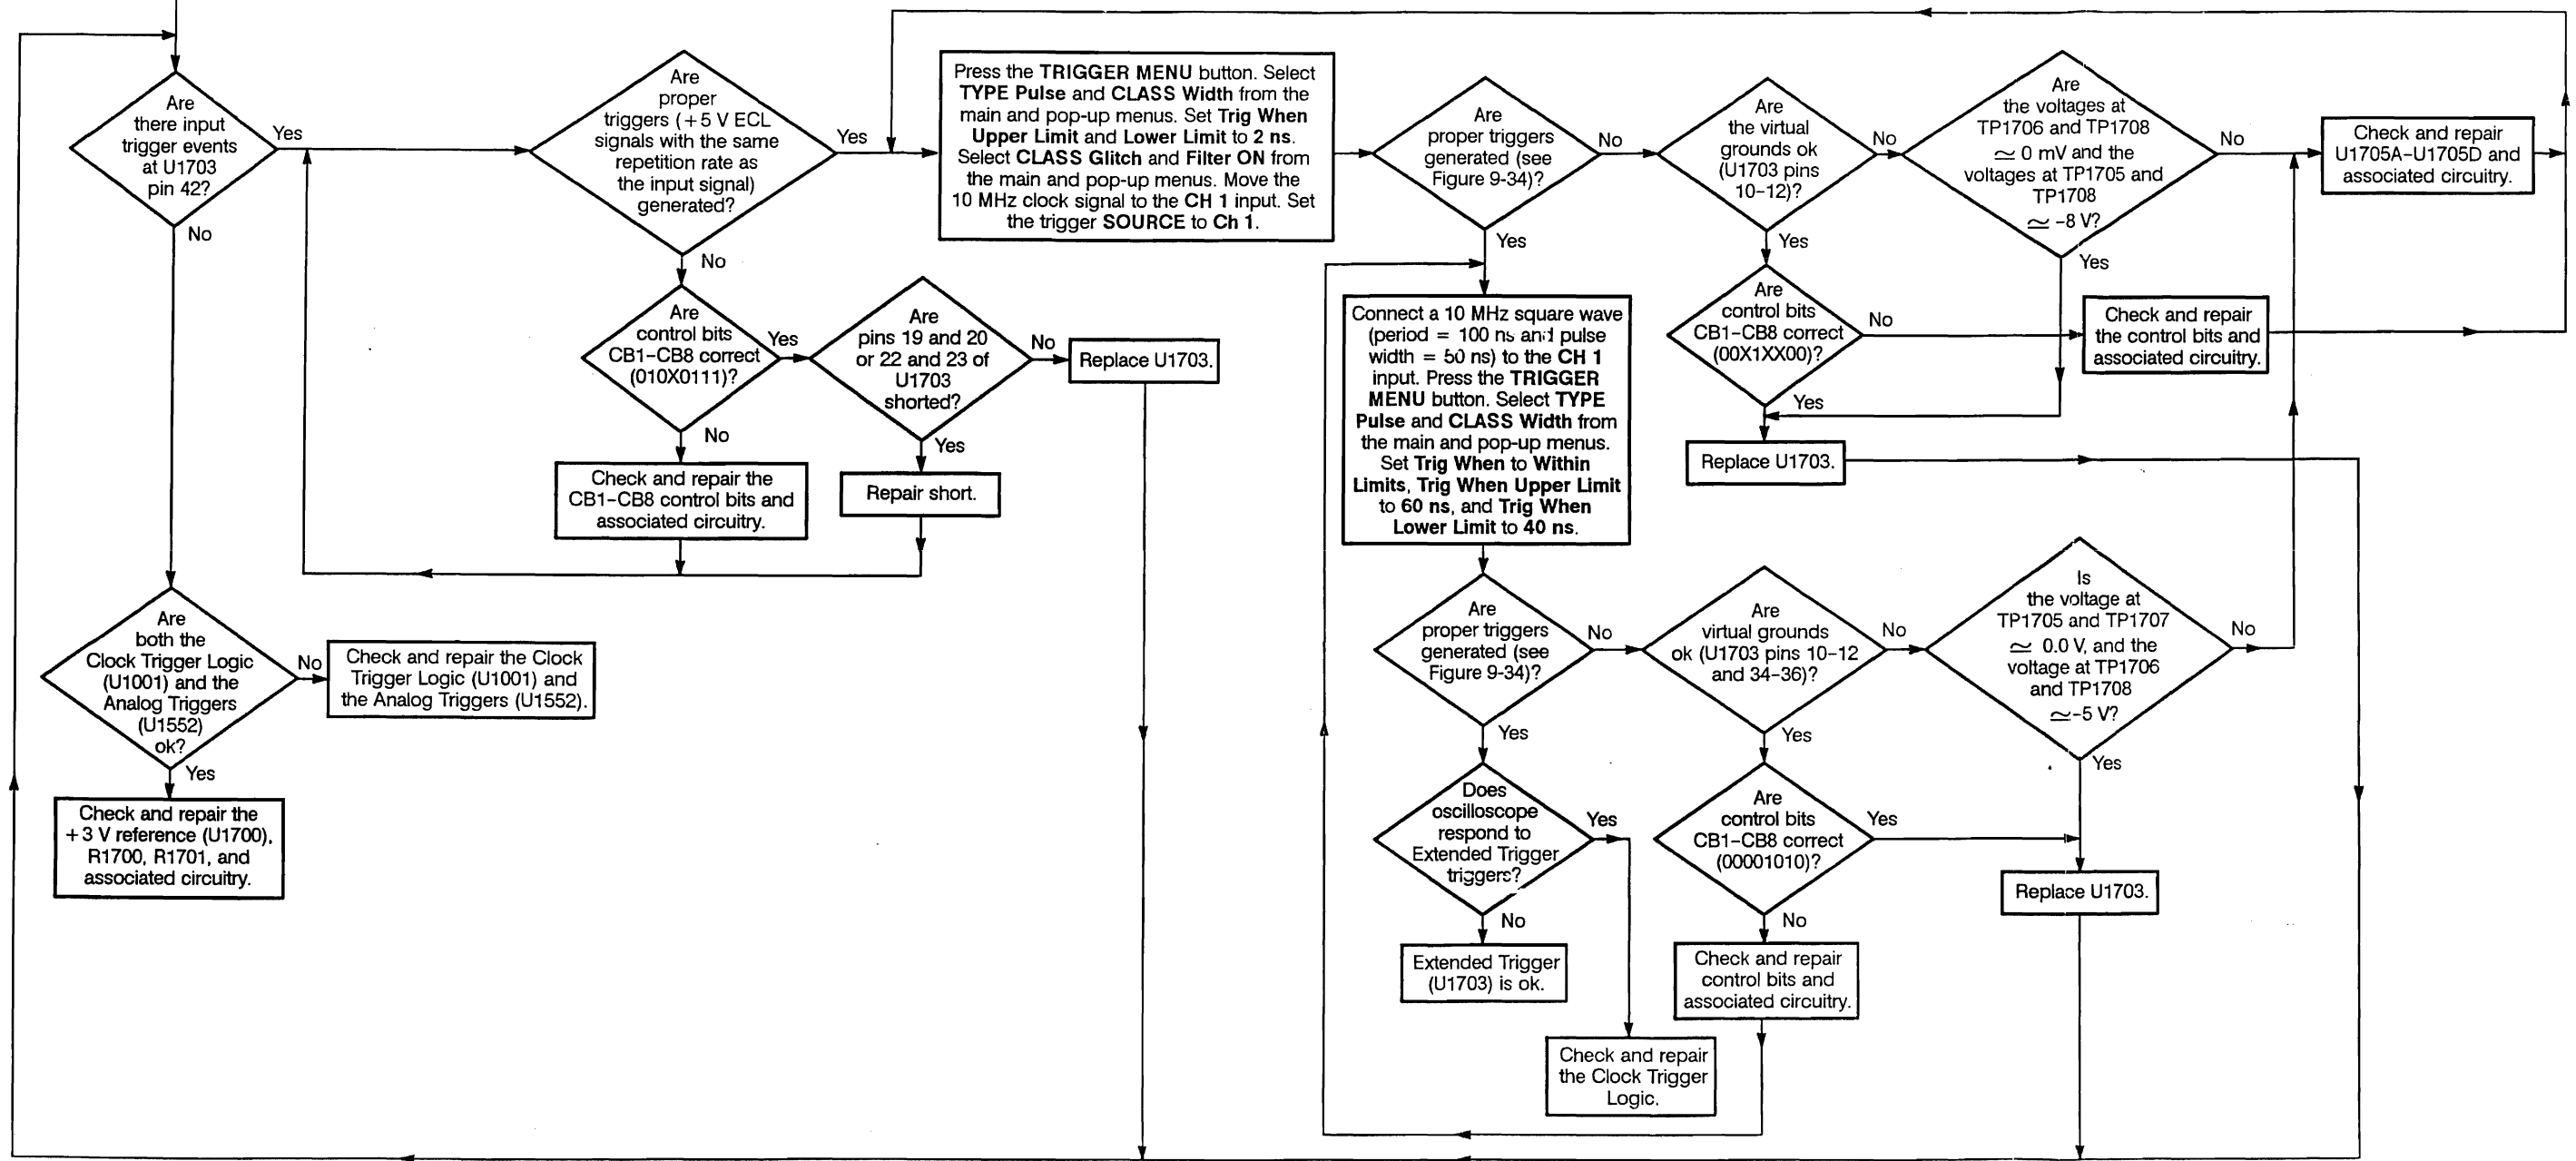 Are
there input
trigger events
at U1703
pin 42?
Yes
No
Are
proper
triggers (+5 V ECL
signals with the same
repetition rate as
the input signal)
generated?
Yes
No
Press the TRIGGER MENU button. Select
TYPE Pulse and CLASS Width from the
main and pop-up menus. Set Trig When
Upper Limit and Lower Limit to 2 ns.
Select CLASS Glitch and Filter ON from
the main and pop-up menus. Move the
10 MHz clock signal to the CH 1 input. Set
the trigger SOURCE to Ch 1.
Are
proper triggers
generated (see
Figure 9-34)?
No
Yes
Are
the virtual
grounds ok
(U1703 pins
10-12)?
No
Yes
Are
the voltages at
TP1706 and TP1708
≃ 0 mV and the
voltages at TP1705 and
TP1708
≃ -8 V?
No
Yes
Check and repair
U1705A-U1705D and
associated circuitry.
Are
control bits
CB1-CB8 correct
(010X0111)?
Yes
No
Are
pins 19 and 20
or 22 and 23 of
U1703
shorted?
No
Yes
Replace U1703.
Check and repair the
CB1-CB8 control bits and
associated circuitry.
Repair short.
Connect a 10 MHz square wave
(period = 100 ns and pulse
width = 50 ns) to the CH 1
input. Press the TRIGGER
MENU button. Select TYPE
Pulse and CLASS Width from
the main and pop-up menus.
Set Trig When to Within
Limits, Trig When Upper Limit
to 60 ns, and Trig When
Lower Limit to 40 ns.
Are
control bits
CB1-CB8 correct
(00X1XX00)?
No
Yes
Check and repair
the control bits and
associated circuitry.
Replace U1703.
Are
both the
Clock Trigger Logic
(U1001) and the
Analog Triggers
(U1552)
ok?
No
Yes
Check and repair the Clock
Trigger Logic (U1001) and
the Analog Triggers (U1552).
Check and repair the
+3 V reference (U1700),
R1700, R1701, and
associated circuitry.
Are
proper triggers
generated (see
Figure 9-34)?
No
Yes
Are
virtual grounds
ok (U1703 pins 10-12
and 34-36)?
No
Yes
Is
the voltage at
TP1705 and TP1707
≃ 0.0 V, and the
voltage at TP1706
and TP1708
≃-5 V?
No
Yes
Does
oscilloscope
respond to
Extended Trigger
triggers?
Yes
No
Are
control bits
CB1-CB8 correct
(00001010)?
Yes
No
Replace U1703.
Extended Trigger
(U1703) is ok.
Check and repair
control bits and
associated circuitry.
Check and repair
the Clock Trigger
Logic.